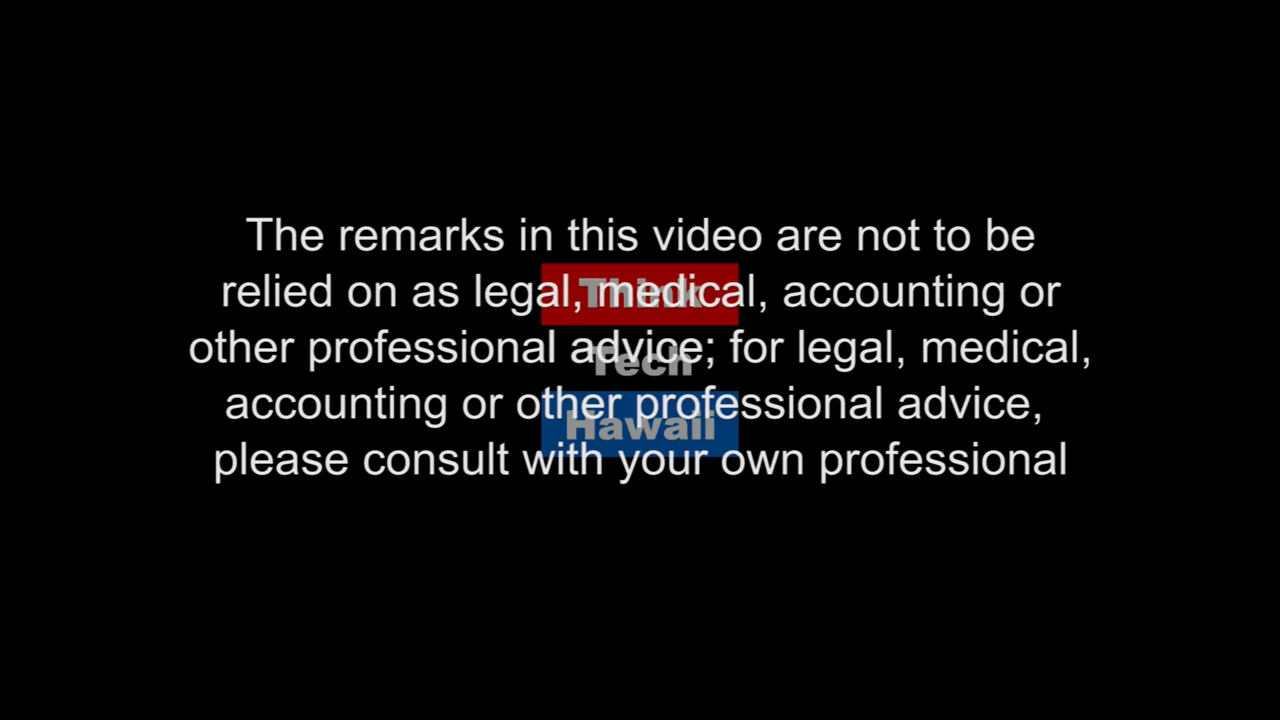 The remarks in this video are not to be
relied on as legal, medical, accounting or
other professional advice; for legal, medical,
accounting or other professional advice,
please consult with your own professional
Think
Tech
Hawaii